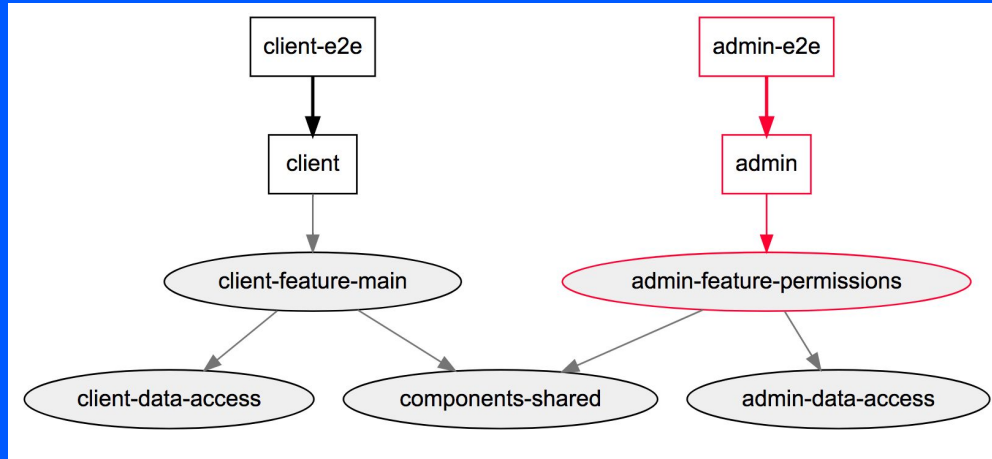 client-e2e
admin-e2e
client
admin
client-feature-main
admin-feature-permissions
client-data-access
components-shared
admin-data-access